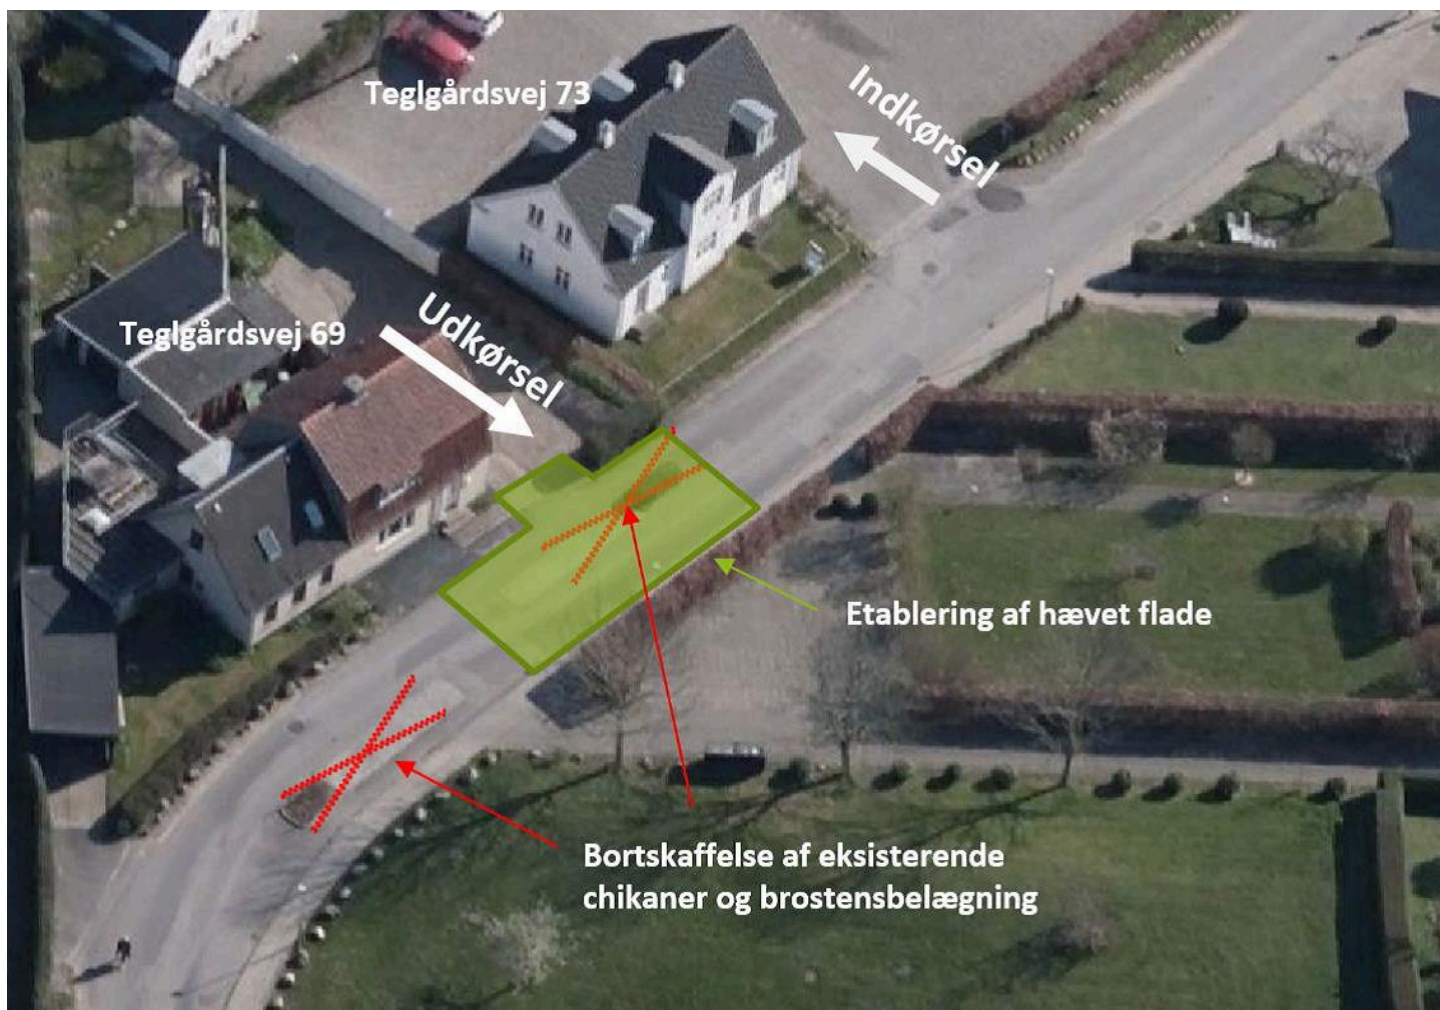 Teglgårdsvej 73
Indkørsel
Teglgårdsvej 69
Udkørsel
Etablering af hævet flade
Bortskaffelse af eksisterende
chikaner og brostensbelægning